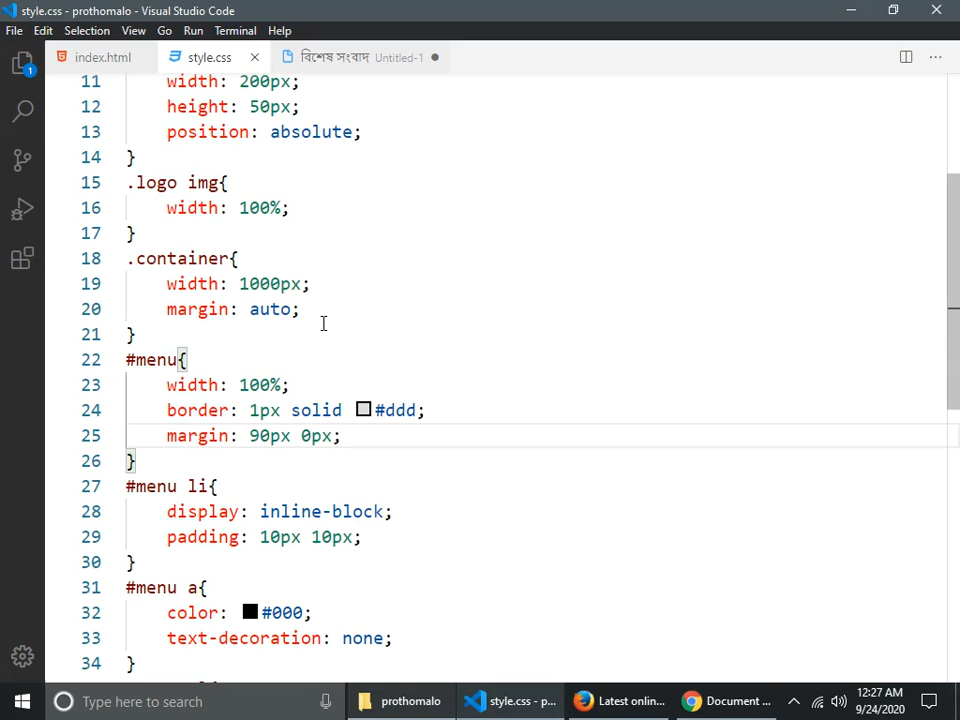 style.css - prothomalo - Visual Studio Code
File Edit Selection View Go Run Terminal Help
index.html style.css বিশেষ সংবাদ Untitled-1
1
11 width: 200px;
12 height: 50px;
13 position: absolute;
14 }
15 .logo img{
16 width: 100%;
17 }
18 .container{
19 width: 1000px;
20 margin: auto;
21 }
22 #menu{
23 width: 100%;
24 border: 1px solid #ddd;
25 margin: 90px 0px;
26 }
27 #menu li{
28 display: inline-block;
29 padding: 10px 10px;
30 }
31 #menu a{
32 color: #000;
33 text-decoration: none;
34 }
Type here to search prothomalo style.css - p... Latest onlin... Document ... 12:27 AM
9/24/2020